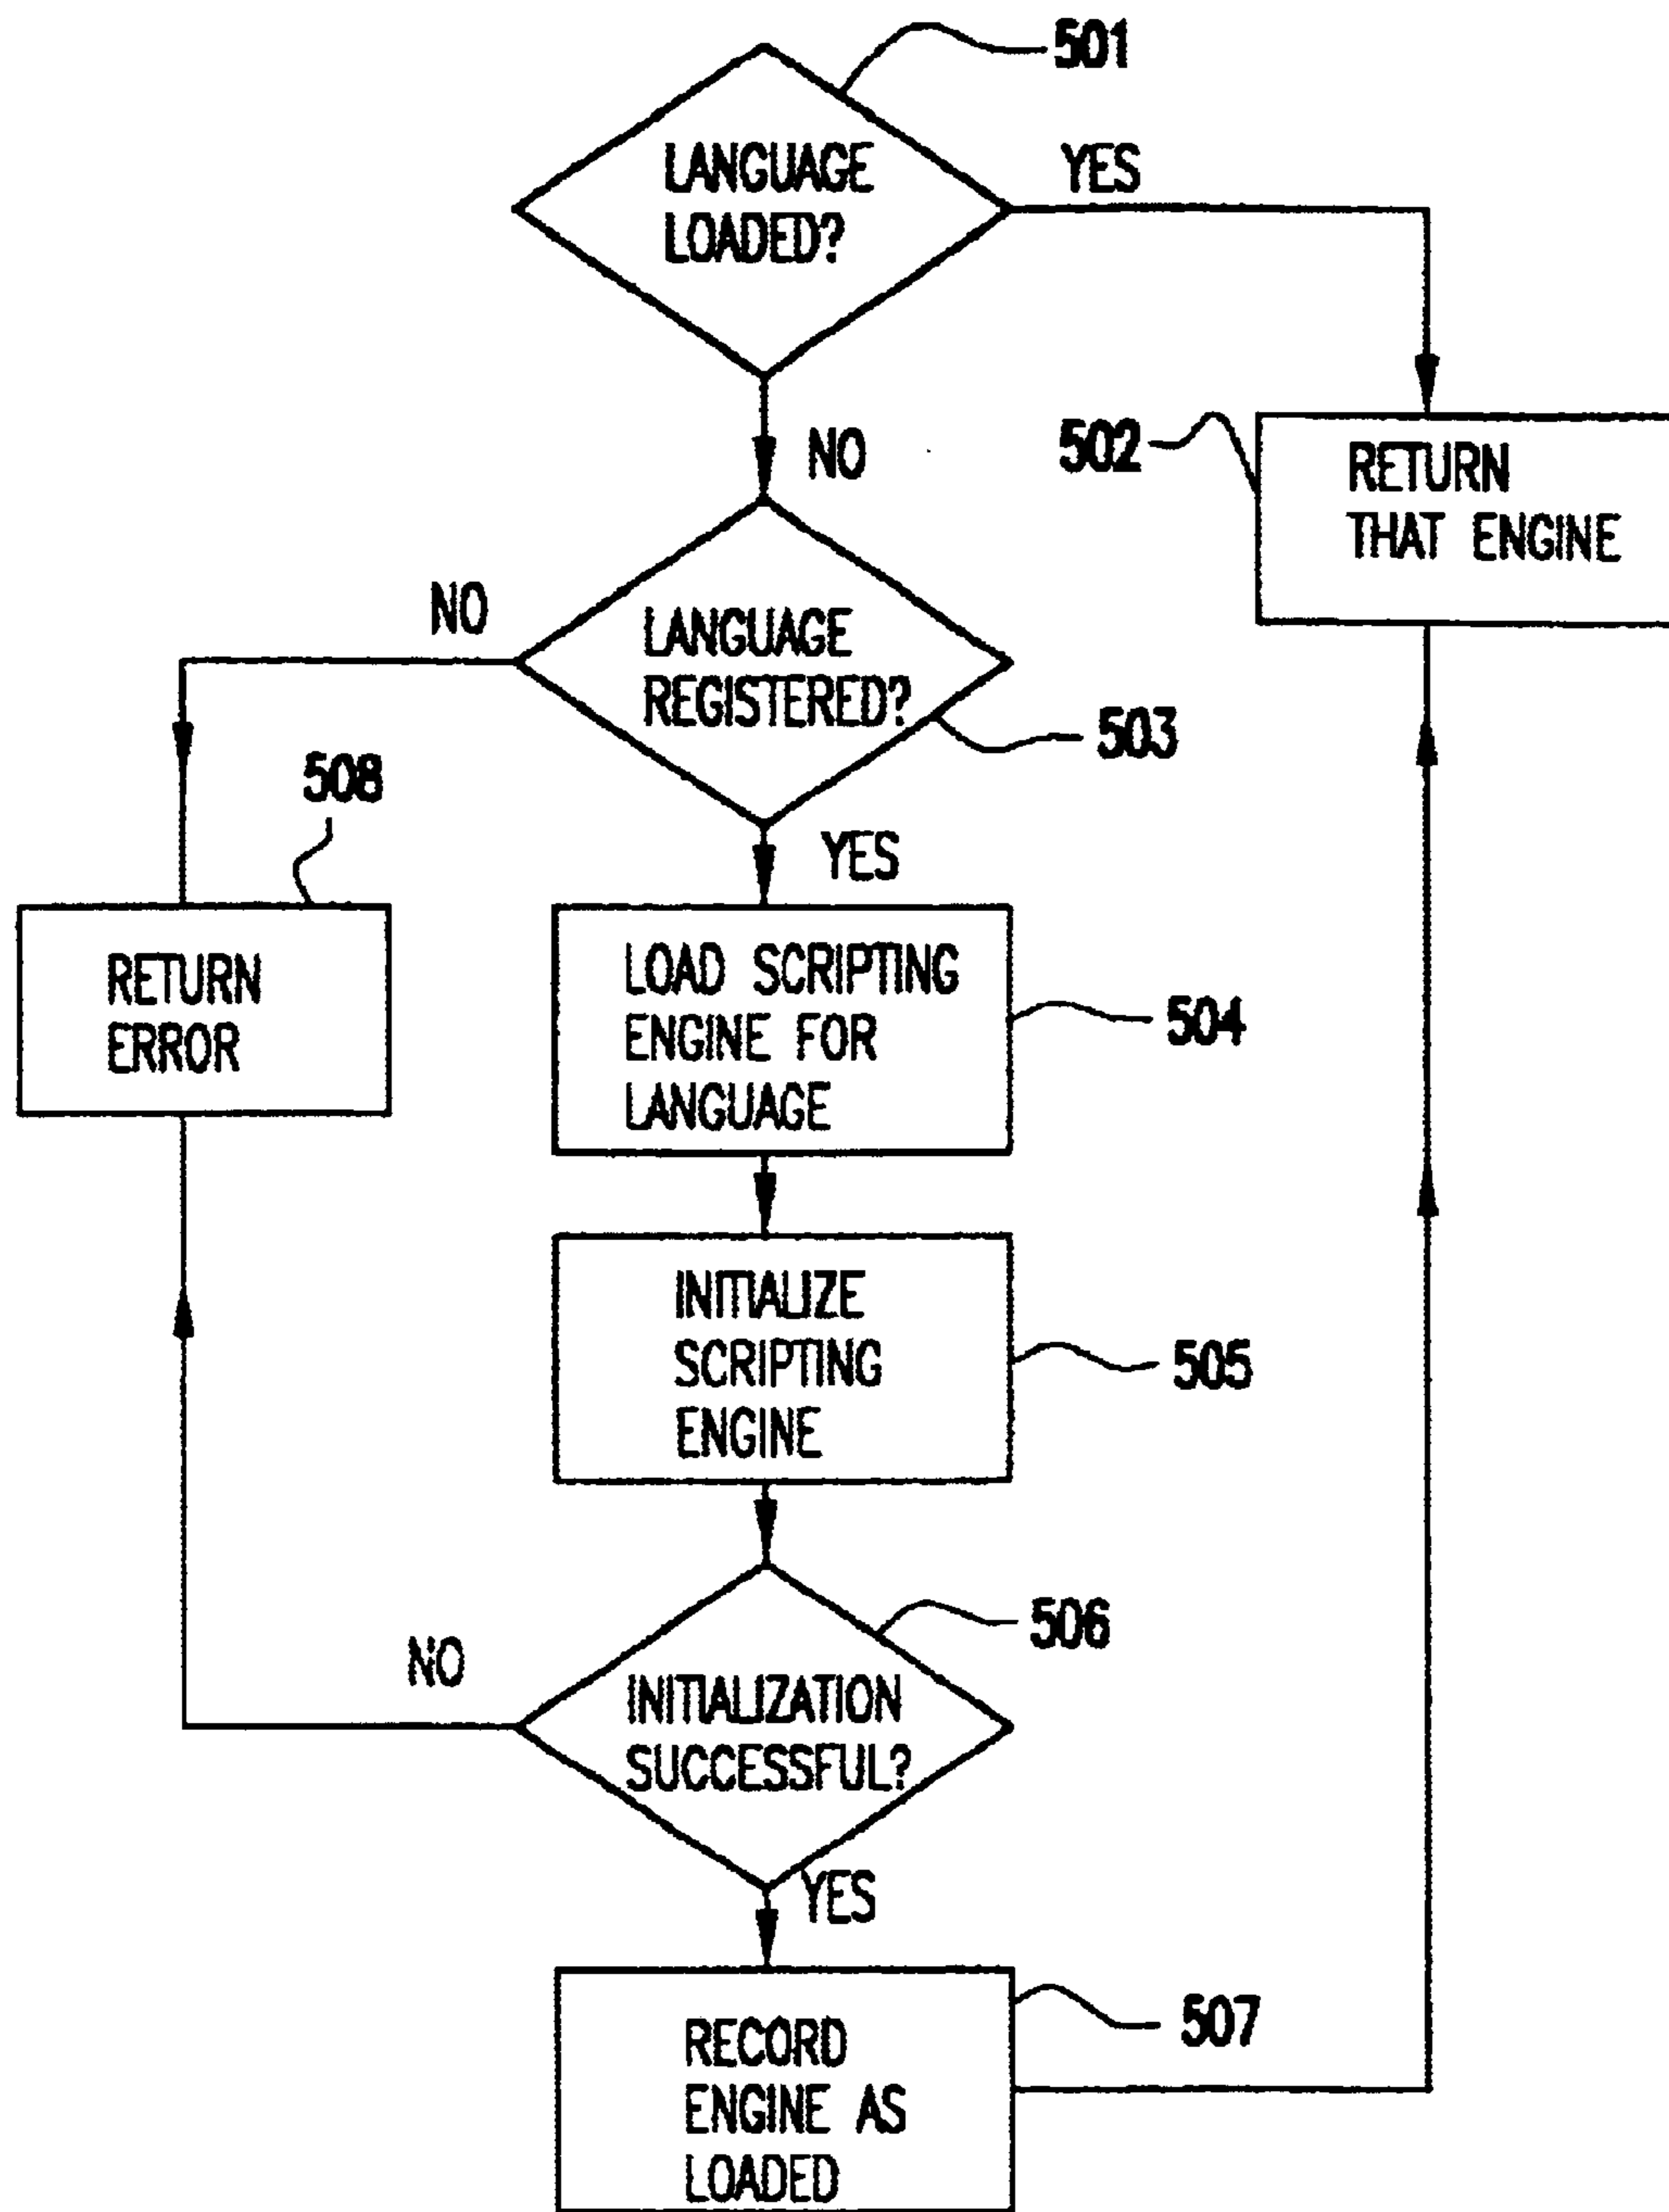 501
LANGUAGE
LOADED?
YES
NO
502
RETURN
THAT ENGINE
NO
LANGUAGE
REGISTERED?
503
508
YES
RETURN
ERROR
LOAD SCRIPTING
ENGINE FOR
LANGUAGE
504
INITIALIZE
SCRIPTING
ENGINE
505
506
NO
INITIALIZATION
SUCCESSFUL?
YES
RECORD
ENGINE AS
LOADED
507